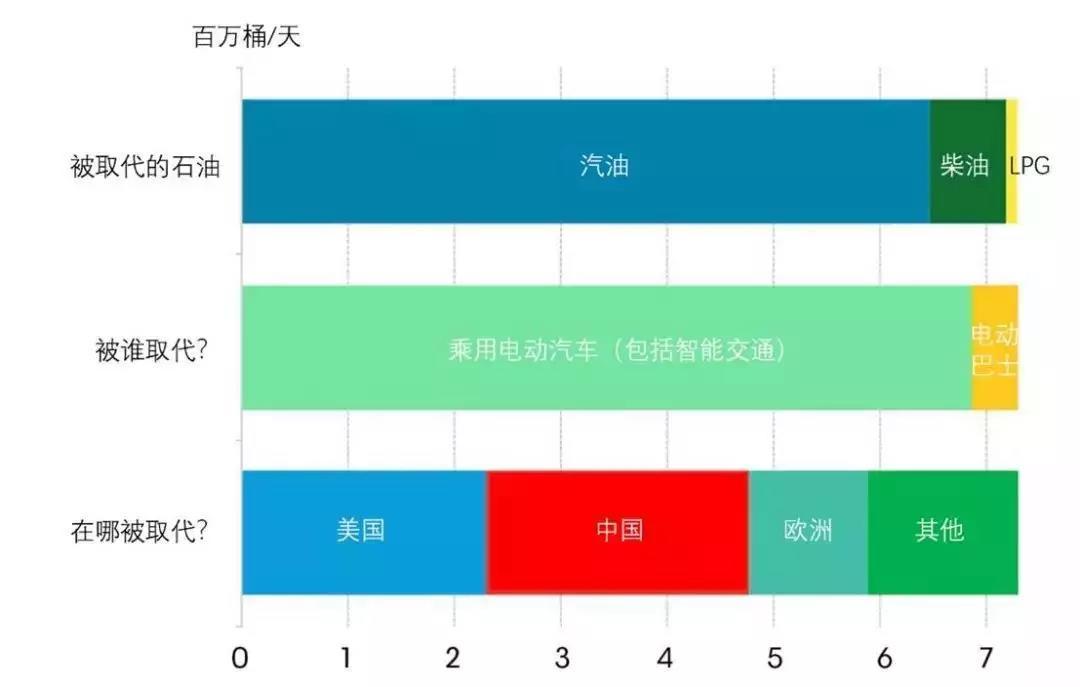 百万桶/天
被取代的石油
汽油
柴油
LPG
被谁取代?
乘用电动汽车（包括智能交通）
电动
巴士
在哪被取代?
美国
中国
欧洲
其他
0 1 2 3 4 5 6 7